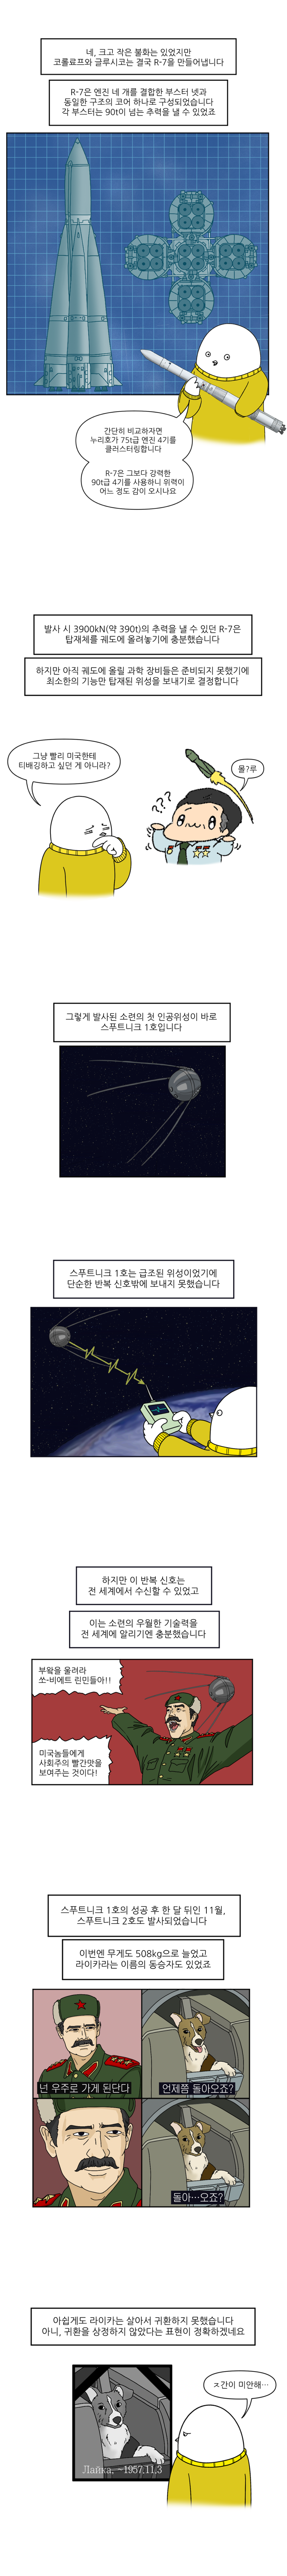 네, 크고 작은 불화는 있었지만
코롤료프와 글루시코는 결국 R-7을 만들어냅니다
R-7은 엔진 네 개를 결합한 부스터 넷과
동일한 구조의 코어 하나로 구성되었습니다
각 부스터는 90t이 넘는 추력을 낼 수 있었죠
간단히 비교하자면
누리호가 75t급 엔진 4기를
클러스터링합니다
R-7은 그보다 강력한
90t급 4기를 사용하니 위력이
어느 정도 감이 오시나요
발사 시 3900kN(약 390t)의 추력을 낼 수 있던 R-7은
탑재체를 궤도에 올려놓기에 충분했습니다
하지만 아직 궤도에 올릴 과학 장비들은 준비되지 못했기에
최소한의 기능만 탑재된 위성을 보내기로 결정합니다
그냥 빨리 미국한테
티배깅하고 싶던 게 아니라?
몰?루
???
그렇게 발사된 소련의 첫 인공위성이 바로
스푸트니크 1호입니다
스푸트니크 1호는 급조된 위성이었기에
단순한 반복 신호밖에 보내지 못했습니다
하지만 이 반복 신호는
전 세계에서 수신할 수 있었고
이는 소련의 우월한 기술력을
전 세계에 알리기엔 충분했습니다
부왘을 울려라
쏘-비에트 린민들아!!
미국놈들에게
사회주의 빨간맛을
보여주는 것이다!
스푸트니크 1호의 성공 후 한 달 뒤인 11월,
스푸트니크 2호도 발사되었습니다
이번엔 무게도 508kg으로 늘었고
라이카라는 이름의 동승자도 있었죠
넌 우주로 가게 된단다
언제쯤 돌아오죠?
돌아…오죠?
아쉽게도 라이카는 살아서 귀환하지 못했습니다
아니, 귀환을 상정하지 않았다는 표현이 정확하겠네요
ㅈ간이 미안해…
Лайка, ~1957.11.3